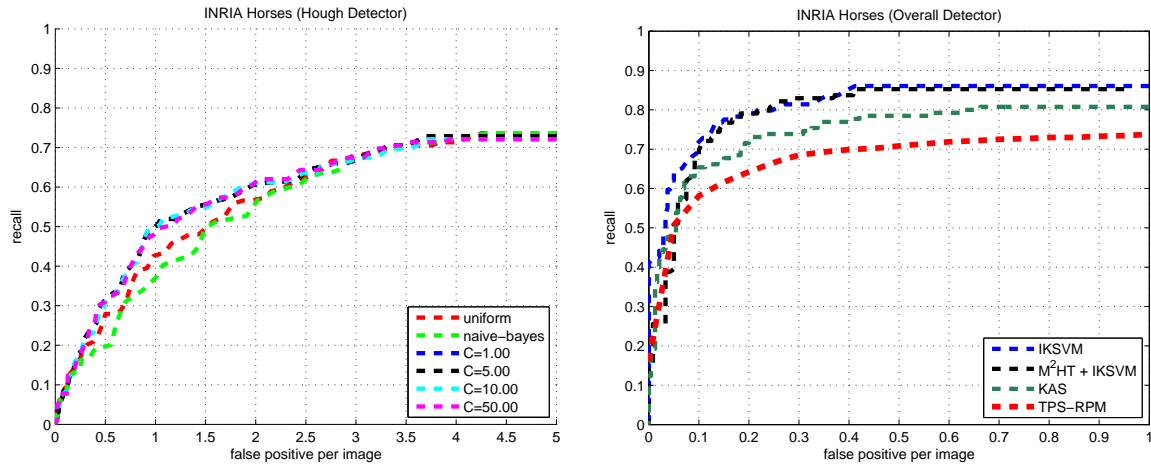 INRIA Horses (Hough Detector)
1
0.9
0.8
0.7
0.6
0.5
0.4
0.3
0.2
0.1
0
recall
0 0.5 1 1.5 2 2.5 3 3.5 4 4.5 5
false positive per image
uniform
naive−bayes
C=1.00
C=5.00
C=10.00
C=50.00
INRIA Horses (Overall Detector)
1
0.9
0.8
0.7
0.6
0.5
0.4
0.3
0.2
0.1
0
recall
0 0.1 0.2 0.3 0.4 0.5 0.6 0.7 0.8 0.9 1
false positive per image
IKSVM
M²HT + IKSVM
KAS
TPS−RPM